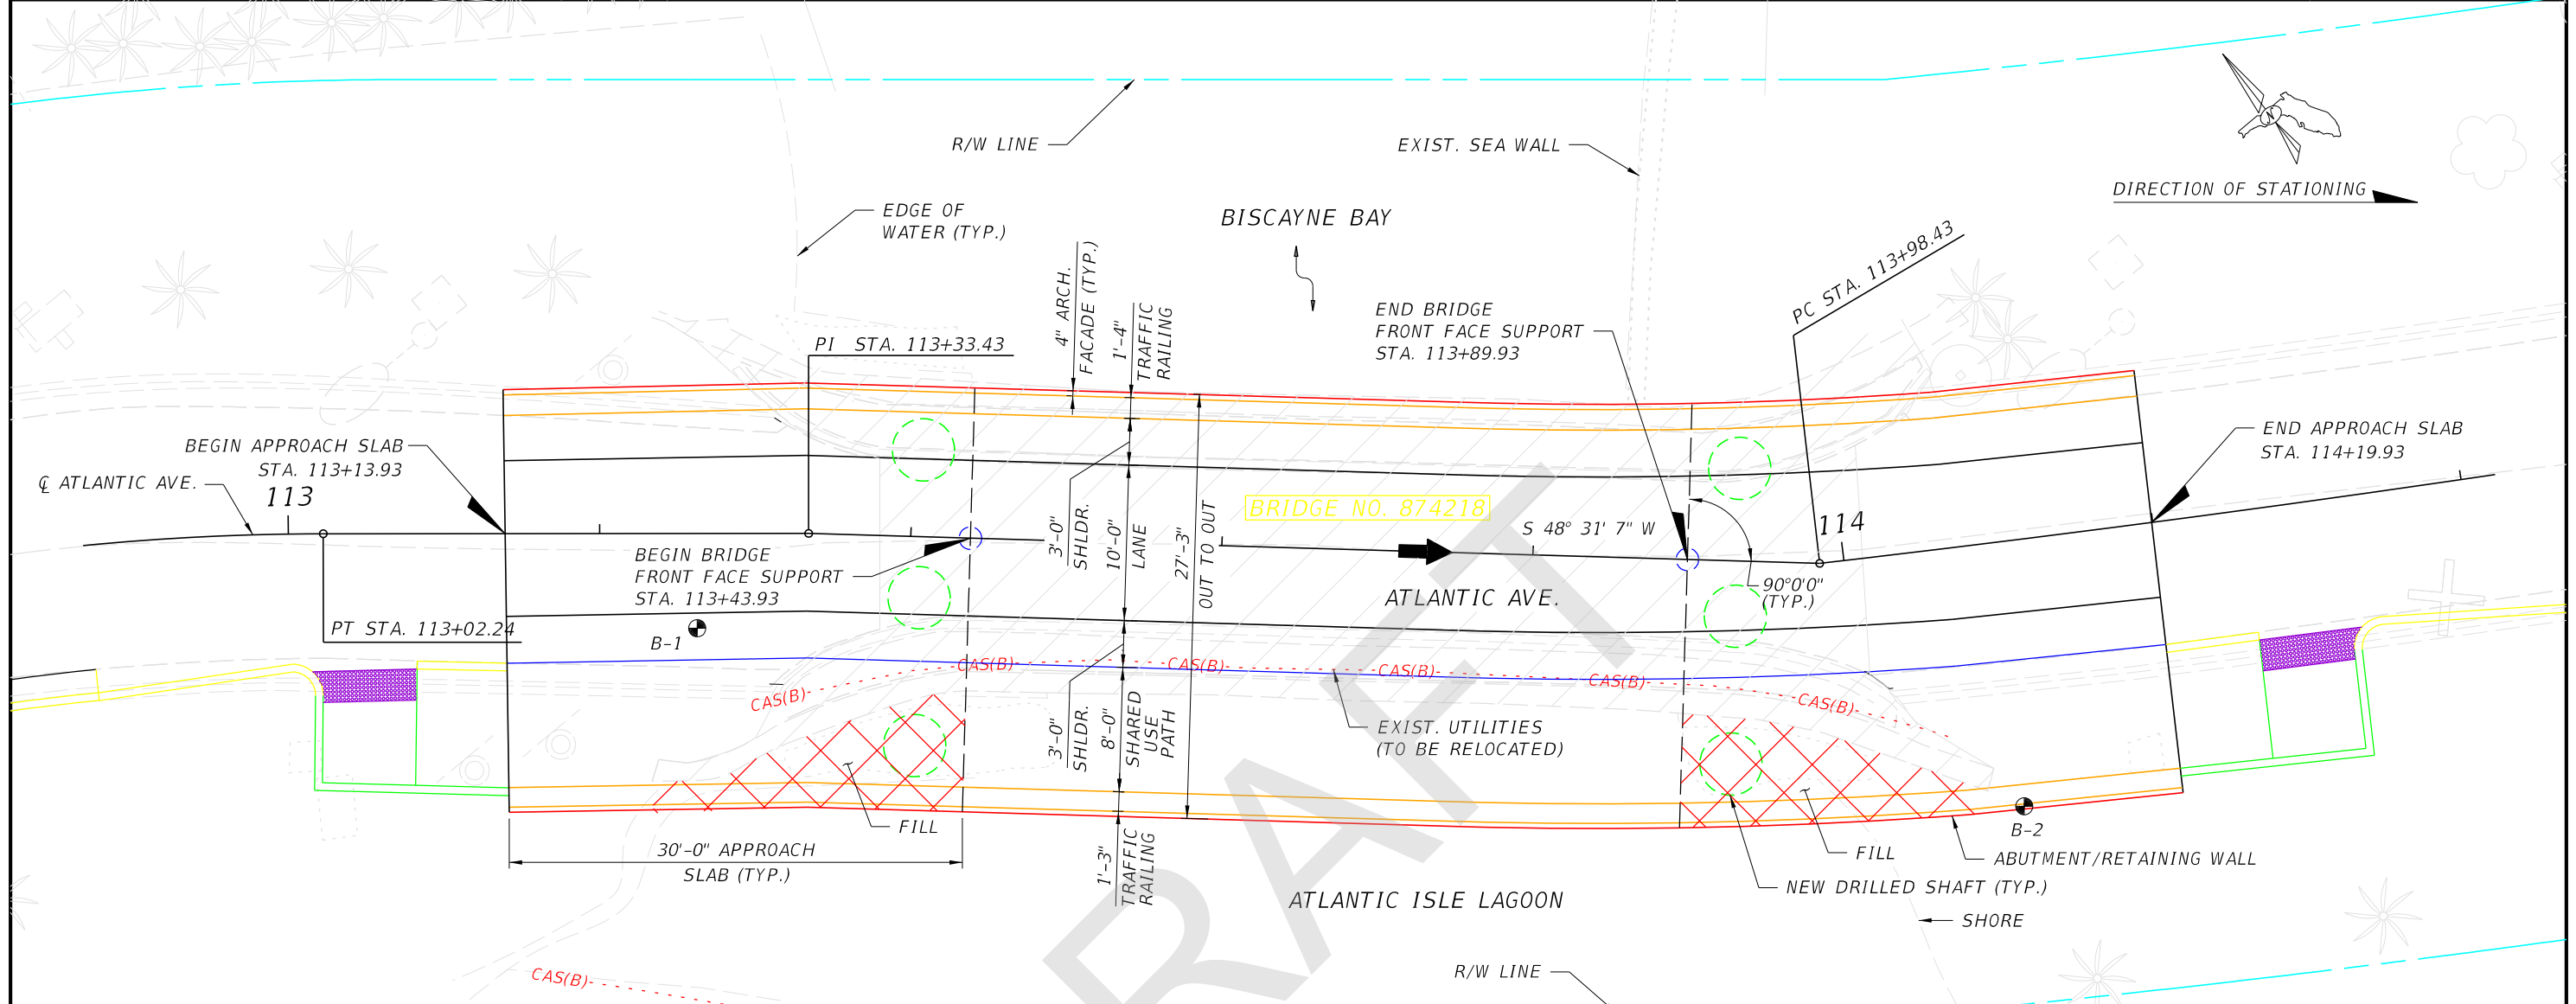 R/W LINE
EXIST. SEA WALL
N
DIRECTION OF STATIONING
EDGE OF
WATER (TYP.)
BISCAYNE BAY
PC STA. 113+98.43
4" ARCH.
FACADE (TYP.)
1'-4"
TRAFFIC
RAILING
END BRIDGE
FRONT FACE SUPPORT
STA. 113+89.93
PI STA. 113+33.43
BEGIN APPROACH SLAB
STA. 113+13.93
END APPROACH SLAB
STA. 114+19.93
℄ ATLANTIC AVE.
113
BRIDGE NO. 874218
S 48° 31' 7" W
114
3'-0"
SHLDR.
10'-0"
LANE
27'-3"
OUT TO OUT
BEGIN BRIDGE
FRONT FACE SUPPORT
STA. 113+43.93
ATLANTIC AVE.
90°0'0"
(TYP.)
PT STA. 113+02.24
B-1
CAS(B)
CAS(B)
CAS(B)
CAS(B)
CAS(B)
CAS(B)
3'-0"
SHLDR.
8'-0"
SHARED
USE
PATH
EXIST. UTILITIES
(TO BE RELOCATED)
FILL
30'-0" APPROACH
SLAB (TYP.)
1'-3"
TRAFFIC
RAILING
B-2
FILL
ABUTMENT/RETAINING WALL
NEW DRILLED SHAFT (TYP.)
ATLANTIC ISLE LAGOON
SHORE
CAS(B)
R/W LINE
RAFT